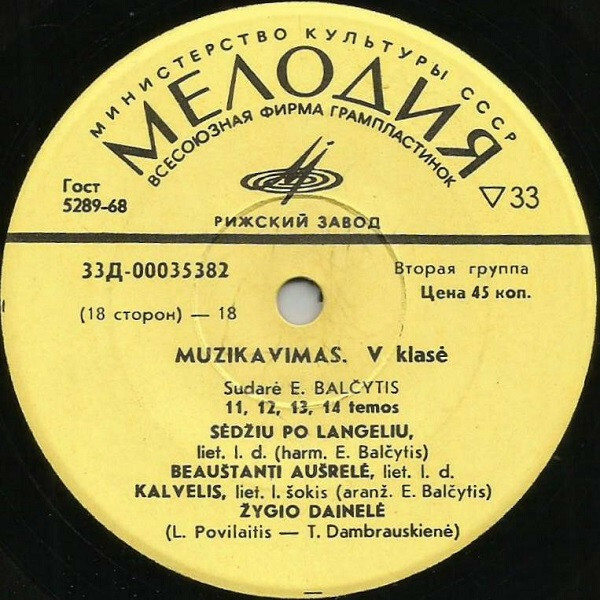 МИНИСТЕРСТВО КУЛЬТУРЫ СССР
МЕЛОДИЯ
ВСЕСОЮЗНАЯ ФИРМА ГРАМПЛАСТИНОК
Гост
5289-68
▽33
РИЖСКИЙ ЗАВОД
33Д-00035382
Вторая группа
Цена 45 коп.
(18 сторон) — 18
MUZIKAVIMAS. V klasė
Sudarė E. BALČYTIS
11, 12, 13, 14 temos
SĖDŽIU PO LANGELIU,
liet. l. d. (harm. E. Balčytis)
BEAUŠTANTI AUŠRELĖ, liet. l. d.
KALVELIS, liet. l. šokis (aranž. E. Balčytis)
ŽYGIO DAINELĖ
(L. Povilaitis — T. Dambrauskienė)